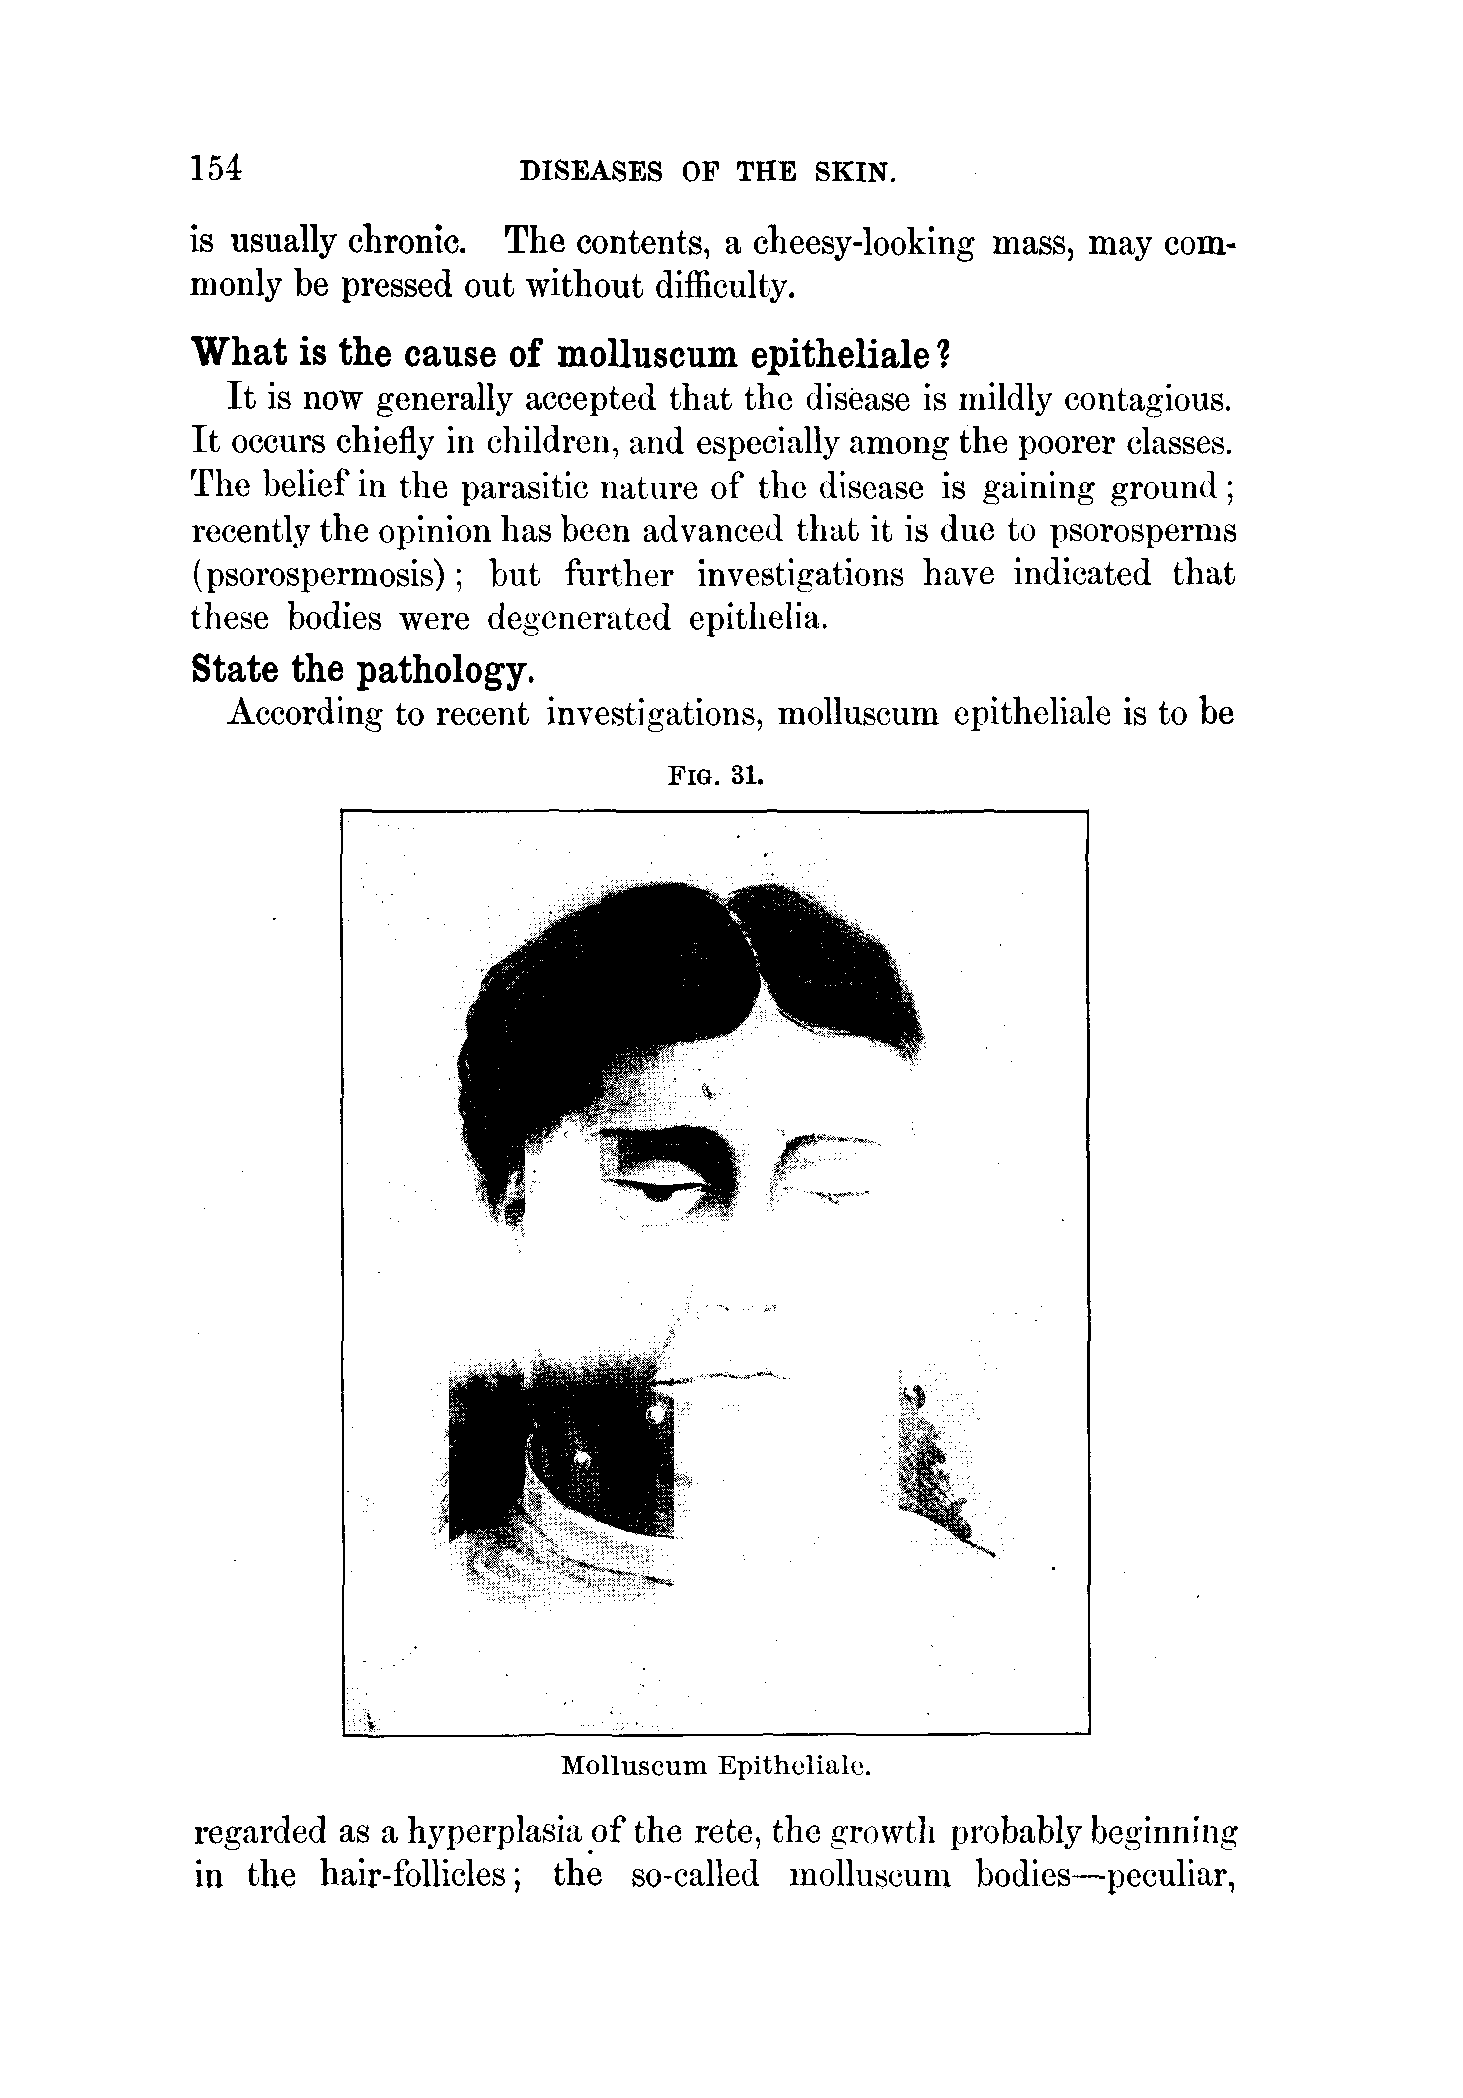 154 DISEASES OF THE SKIN.
is usually chronic. The contents, a cheesy-looking mass, may com-
monly be pressed out without difficulty.
What is the cause of molluscum epitheliale?
It is now generally accepted that the disease is mildly contagious.
It occurs chiefly in children, and especially among the poorer classes.
The belief in the parasitic nature of the disease is gaining ground;
recently the opinion has been advanced that it is due to psorosperms
(psorospermosis); but further investigations have indicated that
these bodies were degenerated epithelia.
State the pathology.
According to recent investigations, molluscum epitheliale is to be
FIG. 31.
Molluscum Epitheliale.
regarded as a hyperplasia of the rete, the growth probably beginning
in the hair-follicles; the so-called molluscum bodies—peculiar,